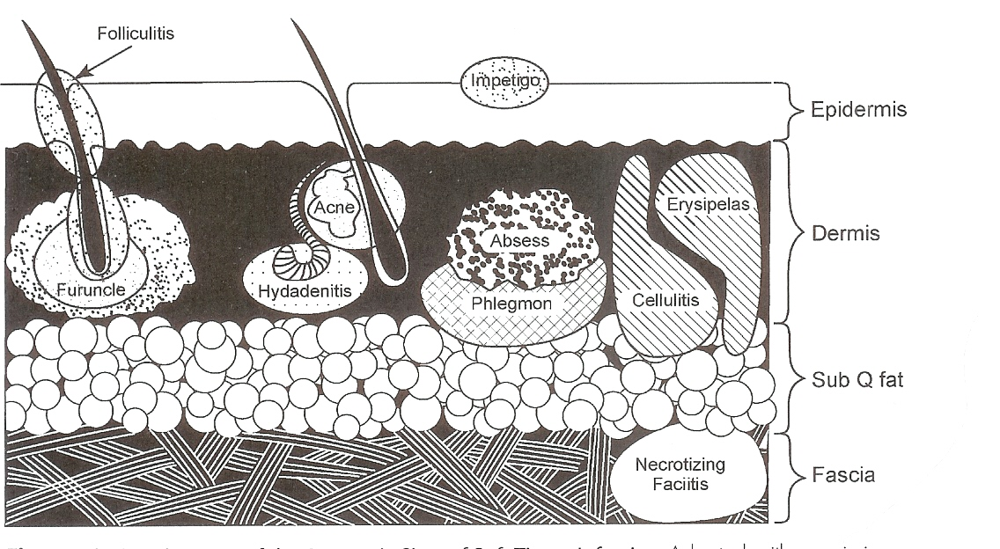 Folliculitis
Impetigo
Epidermis
Acne
Erysipelas
Absess
Dermis
Furuncle
Hydadenitis
Phlegmon
Cellulitis
Sub Q fat
Necrotizing
Faciitis
Fascia